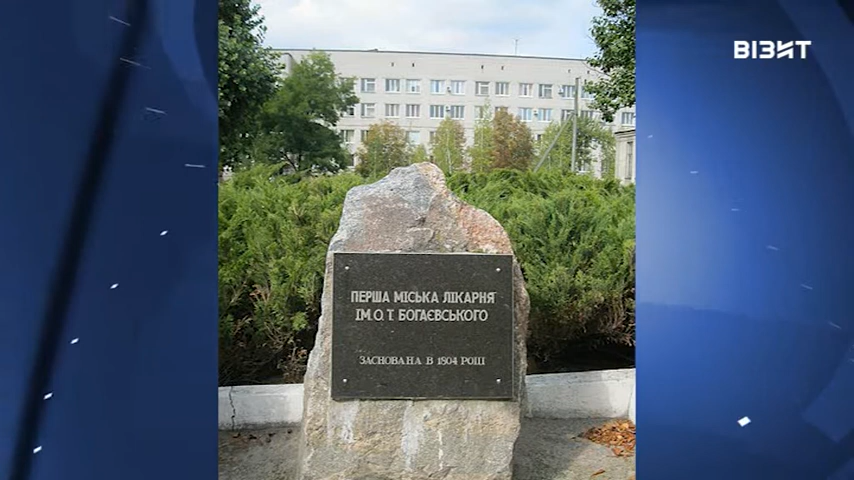 ВІЗИТ
ПЕРША МІСЬКА ЛІКАРНЯ
ІМ. О. Т. БОГАЄВСЬКОГО
ЗАСНОВАНА В 1804 РОЦІ